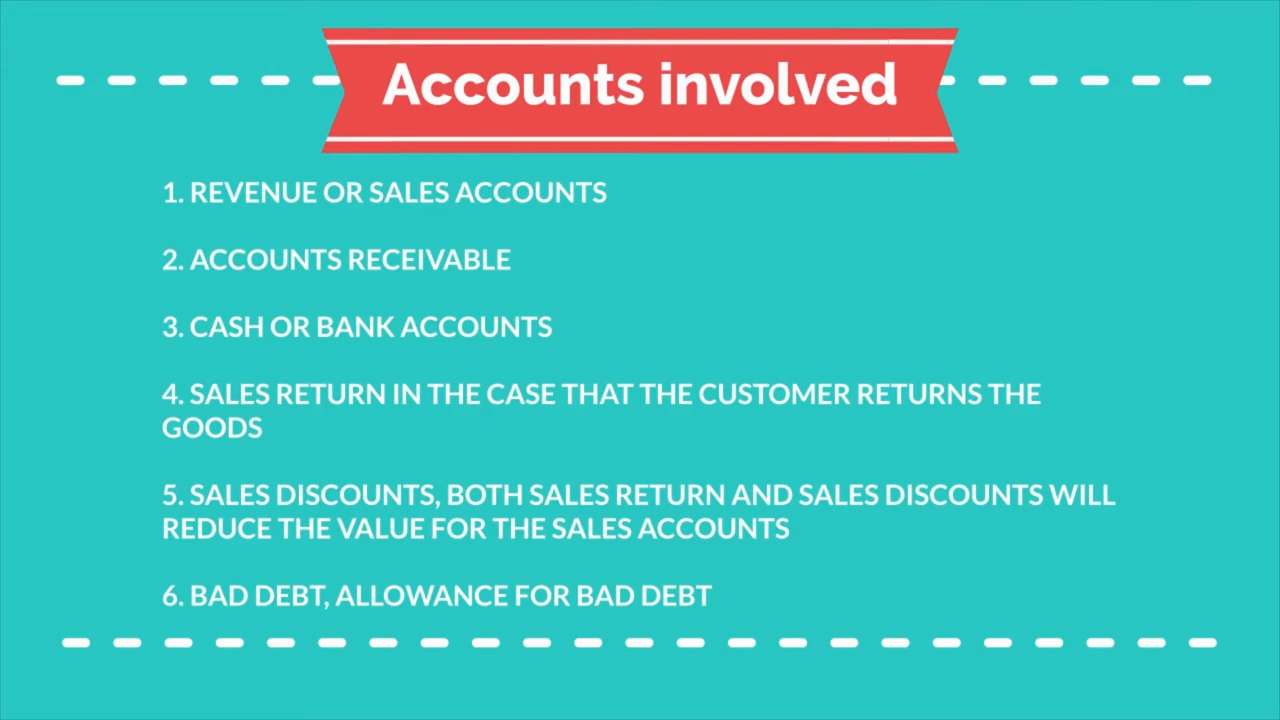 Accounts involved
1. REVENUE OR SALES ACCOUNTS
2. ACCOUNTS RECEIVABLE
3. CASH OR BANK ACCOUNTS
4. SALES RETURN IN THE CASE THAT THE CUSTOMER RETURNS THE
GOODS
5. SALES DISCOUNTS, BOTH SALES RETURN AND SALES DISCOUNTS WILL
REDUCE THE VALUE FOR THE SALES ACCOUNTS
6. BAD DEBT, ALLOWANCE FOR BAD DEBT